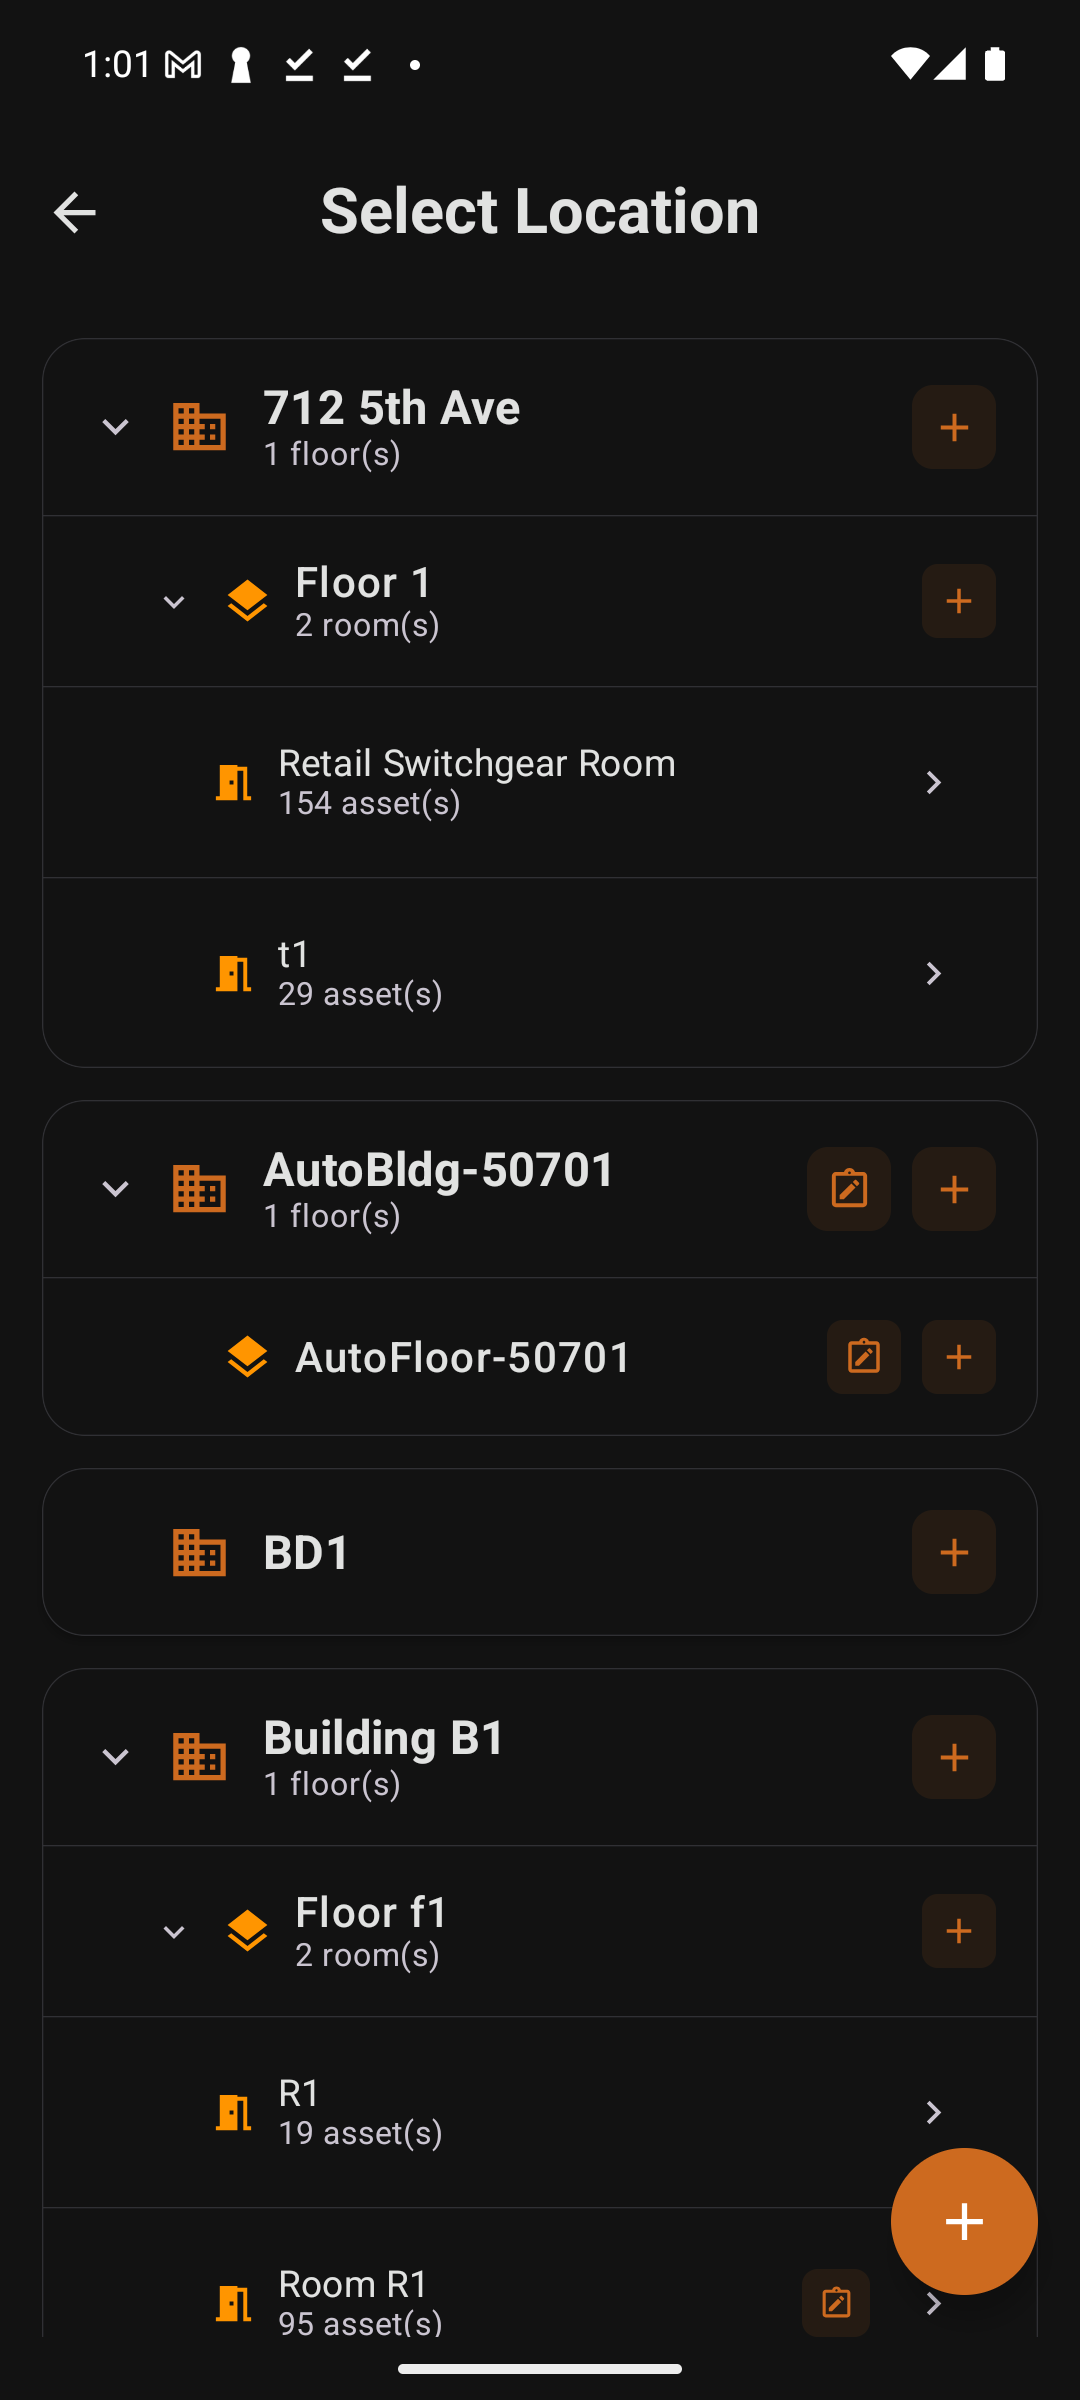 1:01
Select Location
712 5th Ave
1 floor(s)
Floor 1
2 room(s)
Retail Switchgear Room
154 asset(s)
t1
29 asset(s)
AutoBldg-50701
1 floor(s)
AutoFloor-50701
BD1
Building B1
1 floor(s)
Floor f1
2 room(s)
R1
19 asset(s)
Room R1
95 asset(s)